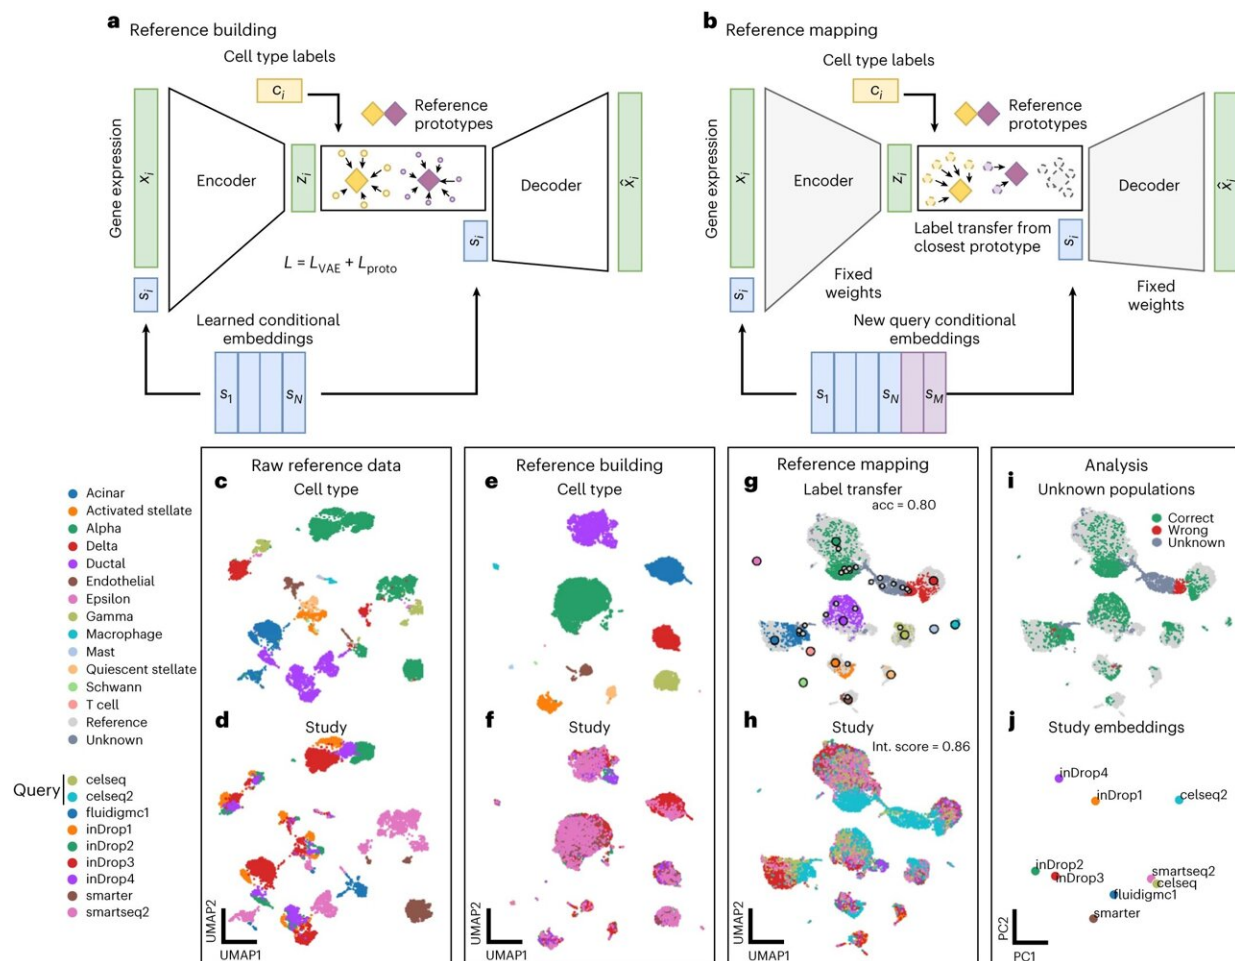 a Reference building
Cell type labels
c_i
Reference
prototypes
Gene expression
x_i
Encoder
z_i
Decoder
x̂_i
s_i
s_i
L = L_VAE + L_proto
Learned conditional
embeddings
s_1
s_N
b Reference mapping
Cell type labels
c_i
Reference
prototypes
Gene expression
x_i
Encoder
z_i
Decoder
x̂_i
Label transfer from
closest prototype
s_i
s_i
Fixed
weights
Fixed
weights
New query conditional
embeddings
s_1
s_N
s_M
Acinar
Activated stellate
Alpha
Delta
Ductal
Endothelial
Epsilon
Gamma
Macrophage
Mast
Quiescent stellate
Schwann
T cell
Reference
Unknown
Query
celseq
celseq2
fluidigmc1
inDrop1
inDrop2
inDrop3
inDrop4
smarter
smartseq2
Raw reference data
c Cell type
d Study
UMAP2
UMAP1
Reference building
e Cell type
f Study
UMAP2
UMAP1
Reference mapping
g Label transfer
acc = 0.80
h Study
Int. score = 0.86
UMAP2
UMAP1
Analysis
i Unknown populations
Correct
Wrong
Unknown
j Study embeddings
inDrop4
inDrop1
celseq2
inDrop2
inDrop3
smartseq2
celseq
fluidigmc1
smarter
PC2
PC1